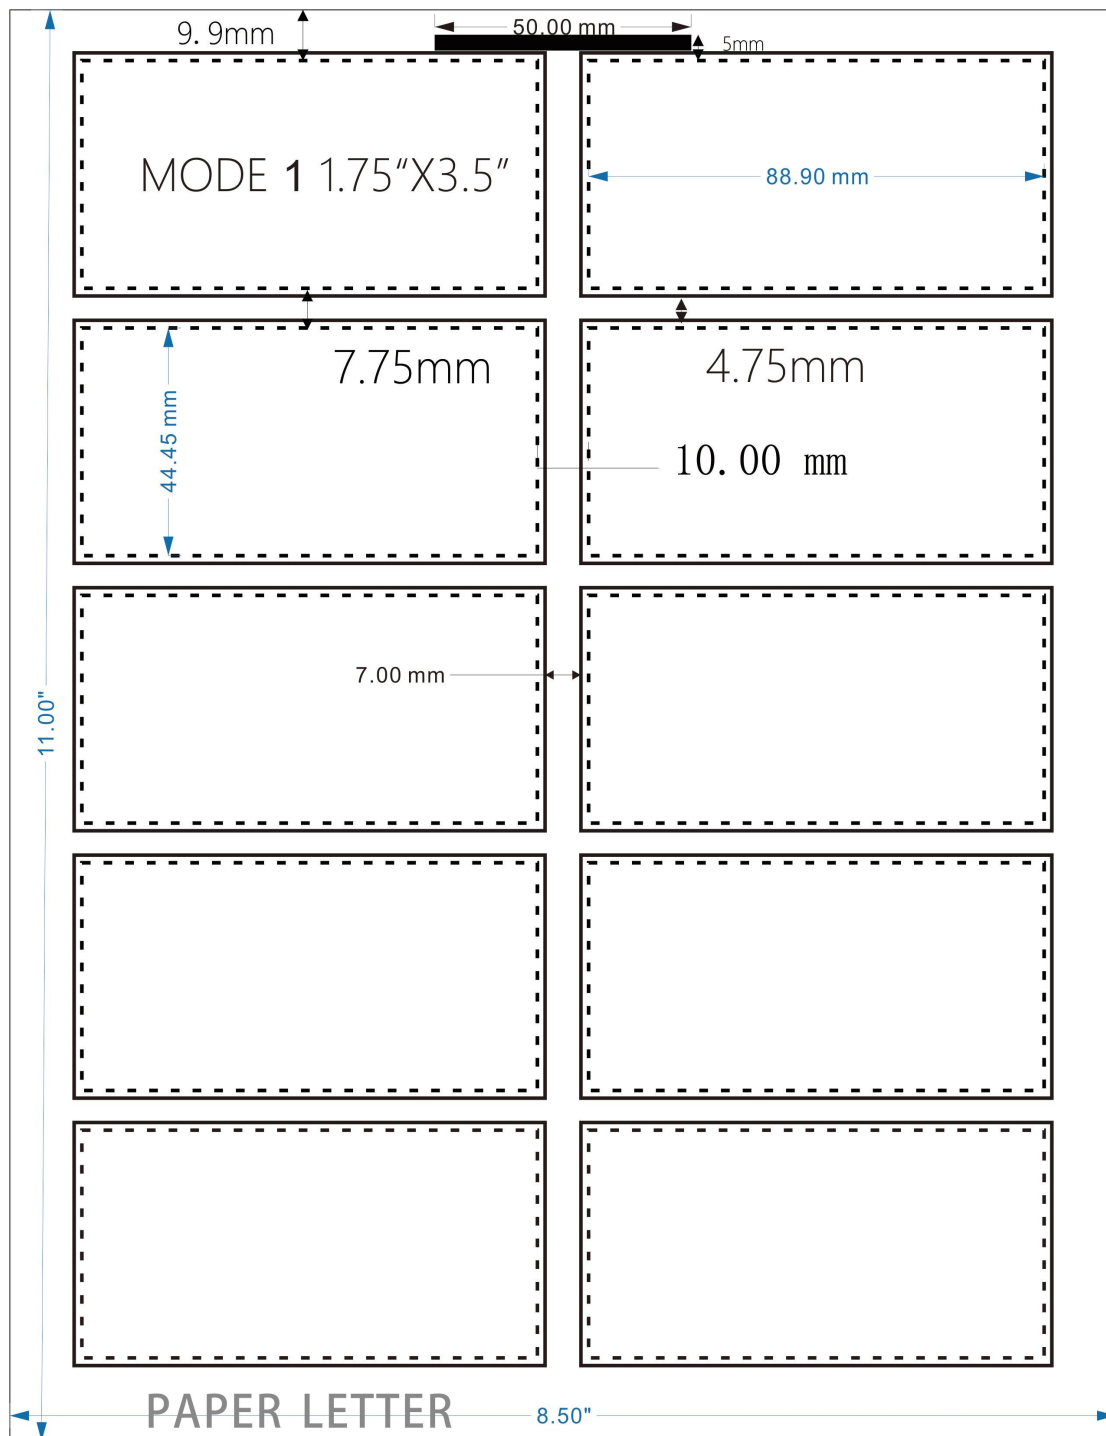 50.00 mm
9.9mm
5mm
MODE 1 1.75“X3.5”
88.90 mm
7.75mm
4.75mm
44.45 mm
10.00 mm
7.00 mm
11.00"
PAPER LETTER
8.50"